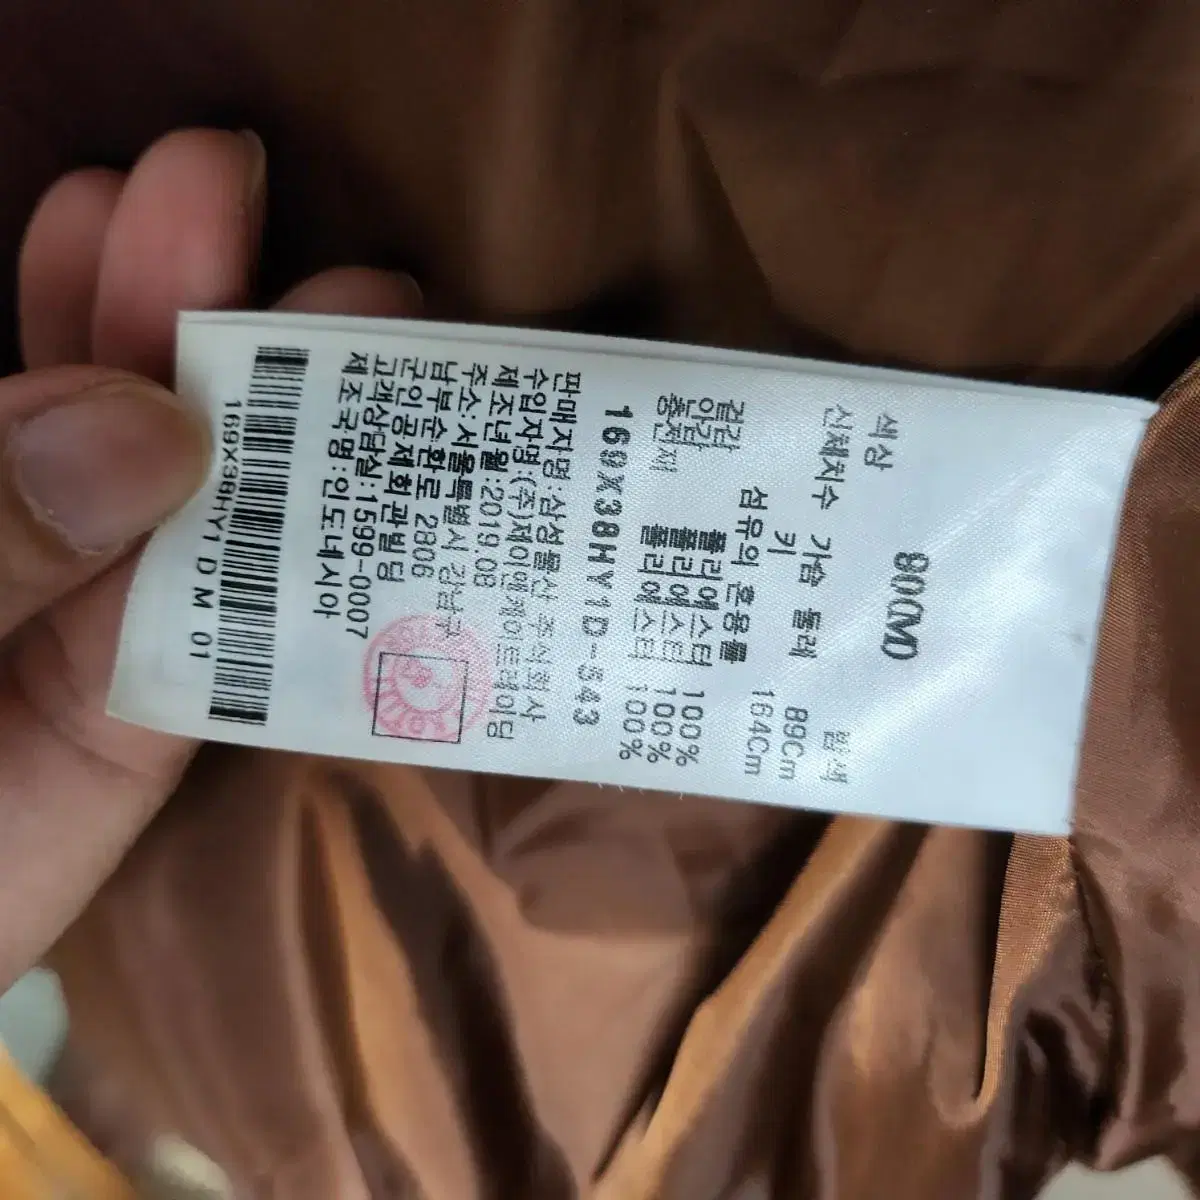 90(M)
색상 밤색
신체치수 가슴 둘레 89Cm
키 164Cm
섬유의 혼용률
겉감 폴리에스터 100%
안감 폴리에스터 100%
충전재 폴리에스터 100%
169X38HY1D-543
판매자명:삼성물산 주식회사
수입자명:(주)제이엔케이트레이딩
제조년월:2019.08
주소:서울특별시 강남구
남부순환로 2806
군인공제회관빌딩
고객상담실:1599-0007
제조국명:인도네시아
169X38HY1 D M 01